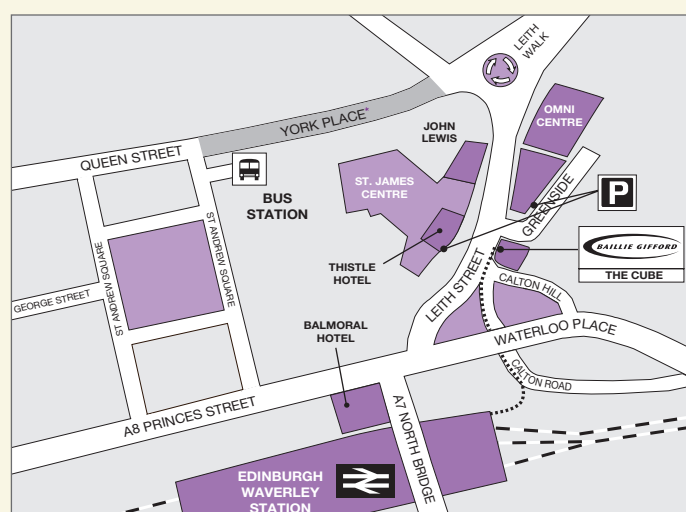 LEITH
WALK
OMNI
CENTRE
YORK PLACE*
JOHN
LEWIS
QUEEN STREET
BUS
STATION
ST. JAMES
CENTRE
P
GREENSIDE
BAILLIE GIFFORD
THE CUBE
ST ANDREW SQUARE
ST ANDREW SQUARE
GEORGE STREET
THISTLE
HOTEL
LEITH STREET
CALTON HILL
BALMORAL
HOTEL
WATERLOO PLACE
CALTON ROAD
A8 PRINCES STREET
A7 NORTH BRIDGE
EDINBURGH
WAVERLEY
STATION